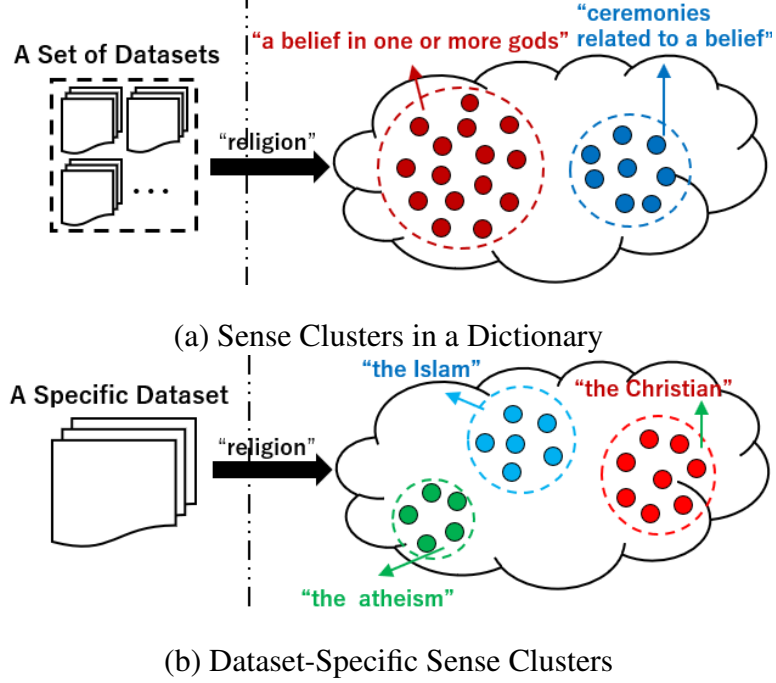 A Set of Datasets
"religion"
"a belief in one or more gods"
"ceremonies
related to a belief"
(a) Sense Clusters in a Dictionary
A Specific Dataset
"religion"
"the Islam"
"the Christian"
"the atheism"
(b) Dataset-Specific Sense Clusters